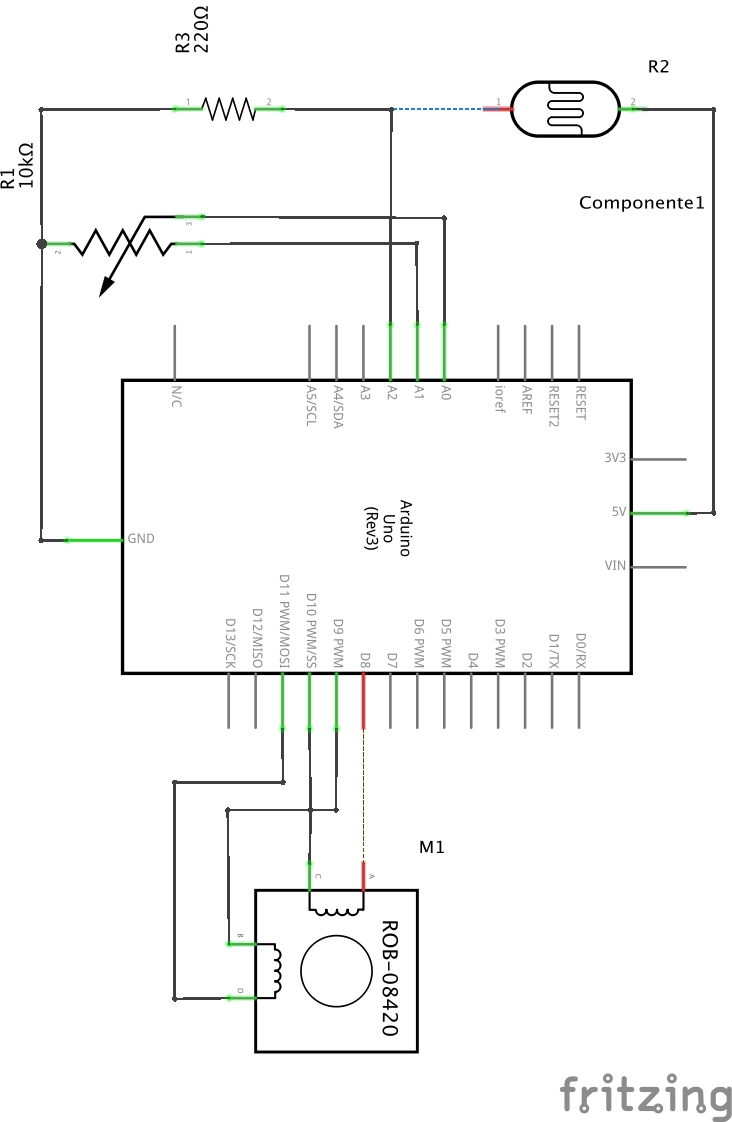 R3
220Ω
1
2
1
2
R2
R1
10kΩ
Componente1
3
2
1
N/C
A5/SCL
A4/SDA
A3
A2
A1
A0
ioref
AREF
RESET2
RESET
3V3
5V
VIN
GND
Arduino
Uno
(Rev3)
D13/SCK
D12/MISO
D11 PWM/MOSI
D10 PWM/SS
D9 PWM
D8
D7
D6 PWM
D5 PWM
D4
D3 PWM
D2
D1/TX
D0/RX
M1
C
A
B
D
ROB-08420
fritzing